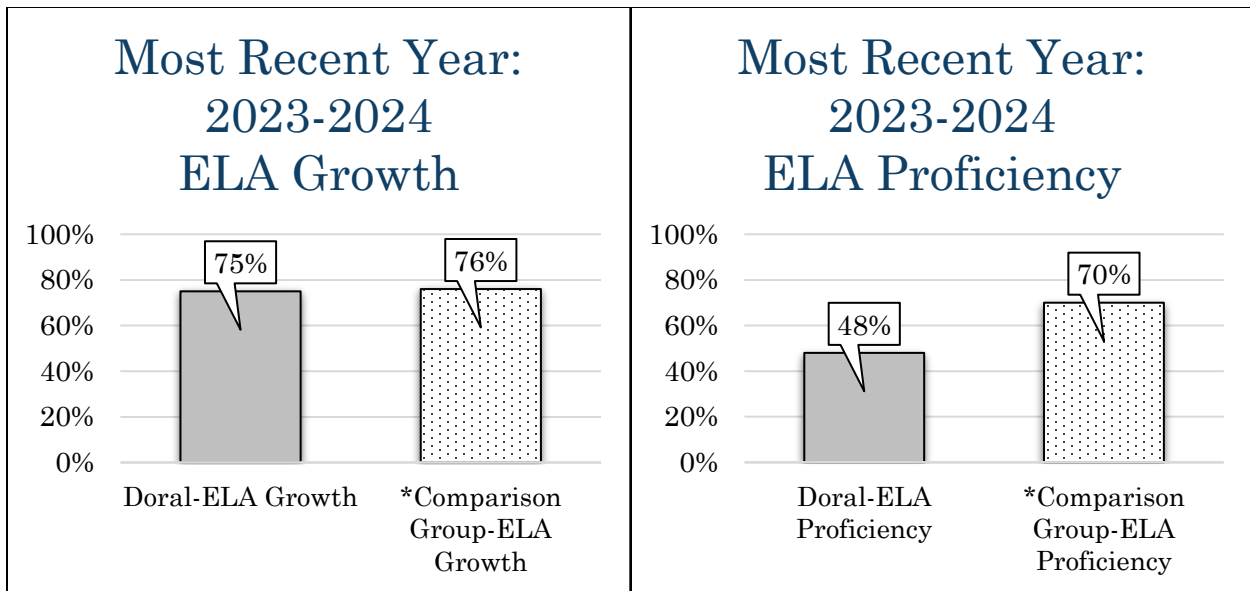 Most Recent Year:
2023-2024
ELA Growth
100%
80%
60%
40%
20%
0%
75%
76%
Doral-ELA Growth
*Comparison
Group-ELA
Growth
Most Recent Year:
2023-2024
ELA Proficiency
100%
80%
60%
40%
20%
0%
48%
70%
Doral-ELA
Proficiency
*Comparison
Group-ELA
Proficiency